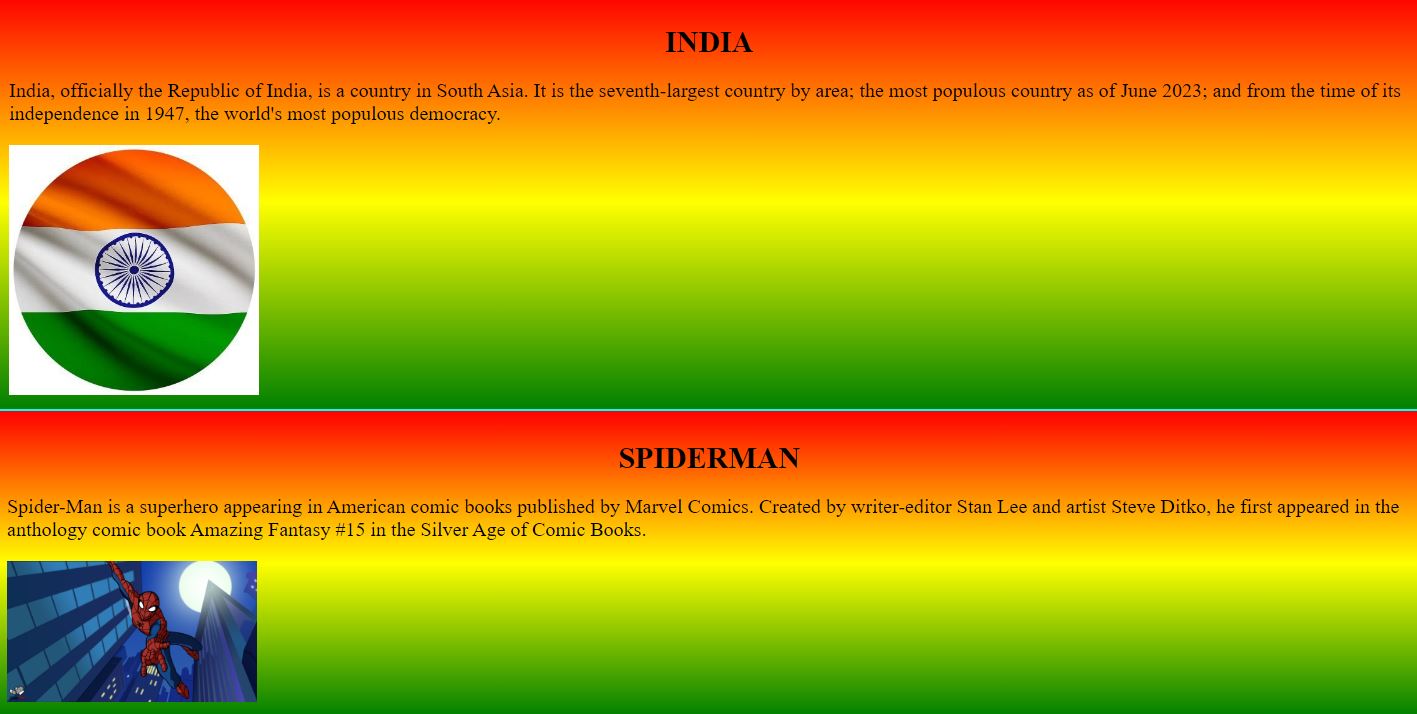 INDIA
India, officially the Republic of India, is a country in South Asia. It is the seventh-largest country by area; the most populous country as of June 2023; and from the time of its
independence in 1947, the world's most populous democracy.
SPIDERMAN
Spider-Man is a superhero appearing in American comic books published by Marvel Comics. Created by writer-editor Stan Lee and artist Steve Ditko, he first appeared in the
anthology comic book Amazing Fantasy #15 in the Silver Age of Comic Books.